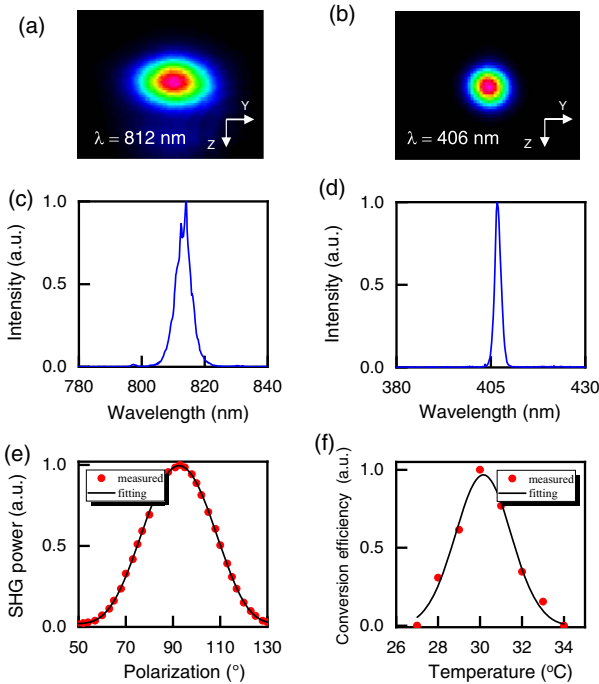 (a)
λ = 812 nm
Y
Z
(b)
λ = 406 nm
Y
Z
(c)
Intensity (a.u.)
1.0
0.5
0.0
780 800 820 840
Wavelength (nm)
(d)
Intensity (a.u.)
1.0
0.5
0.0
380 405 430
Wavelength (nm)
(e)
SHG power (a.u.)
1.0
0.5
0.0
measured
fitting
50 70 90 110 130
Polarization (°)
(f)
Conversion efficiency (a.u.)
1.0
0.5
0.0
measured
fitting
26 28 30 32 34
Temperature (ºC)